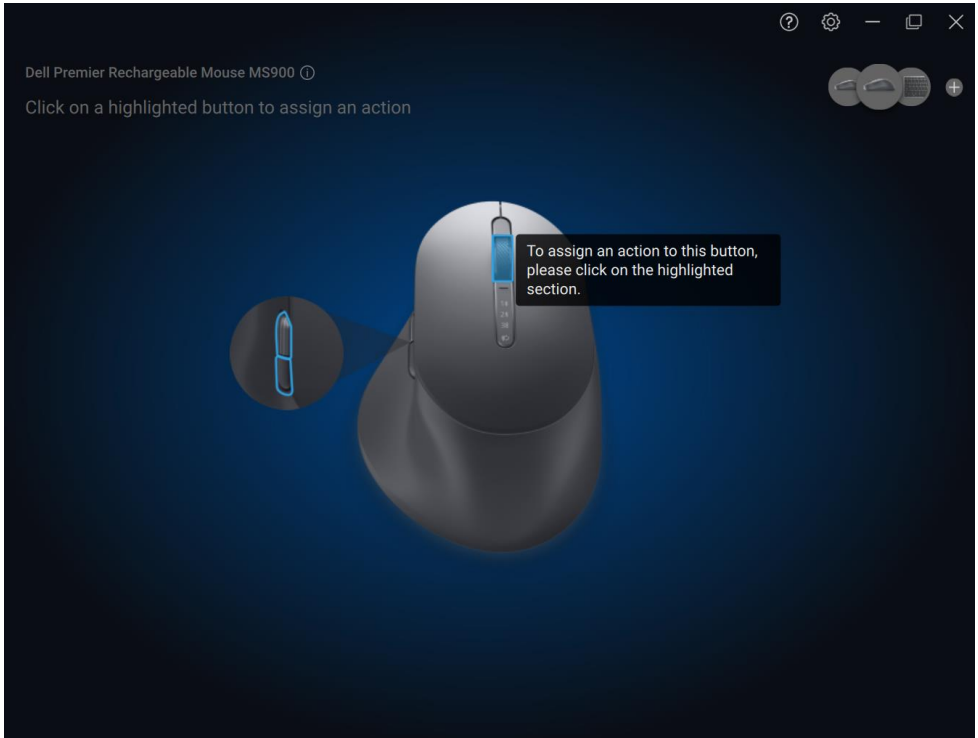 Dell Premier Rechargeable Mouse MS900
Click on a highlighted button to assign an action
To assign an action to this button,
please click on the highlighted
section.